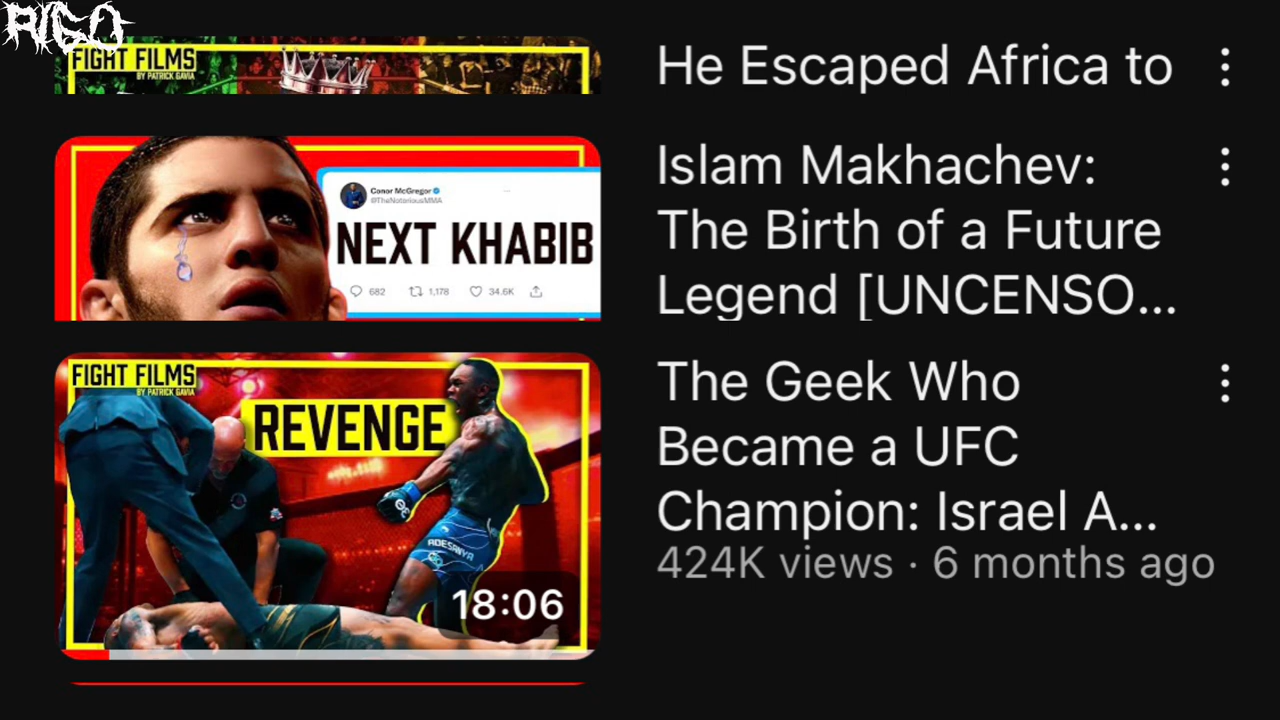 RIGO
FIGHT FILMS
BY PATRICK GAVIA
He Escaped Africa to
Conor McGregor
@TheNotoriousMMA
NEXT KHABIB
682 1,178 34.6K
Islam Makhachev:
The Birth of a Future
Legend [UNCENSO...
FIGHT FILMS
BY PATRICK GAVIA
REVENGE
ADESANYA
18:06
The Geek Who
Became a UFC
Champion: Israel A...
424K views · 6 months ago